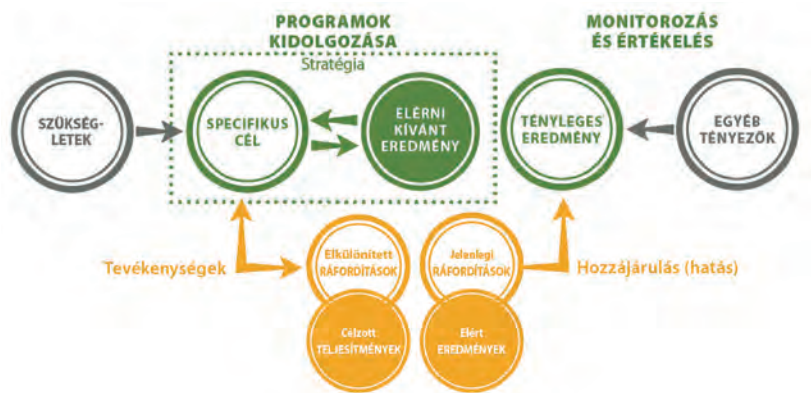 PROGRAMOK
KIDOLGOZÁSA
MONITOROZÁS
ÉS ÉRTÉKELÉS
Stratégia
SZÜKSÉG-
LETEK
SPECIFIKUS
CÉL
ELÉRNI
KÍVÁNT
EREDMÉNY
TÉNYLEGES
EREDMÉNY
EGYÉB
TÉNYEZŐK
Tevékenységek
Elkülönített
RÁFORDÍTÁSOK
Jelenlegi
RÁFORDÍTÁSOK
Hozzájárulás (hatás)
Célzott
TELJESÍTMÉNYEK
Elért
EREDMÉNYEK